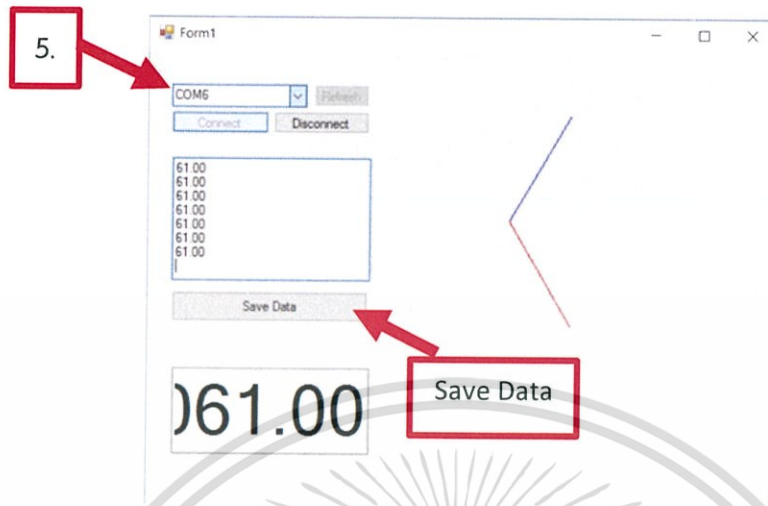 5.
Form1
COM6
Refresh
Connect
Disconnect
61.00
61.00
61.00
61.00
61.00
61.00
61.00
Save Data
061.00
Save Data